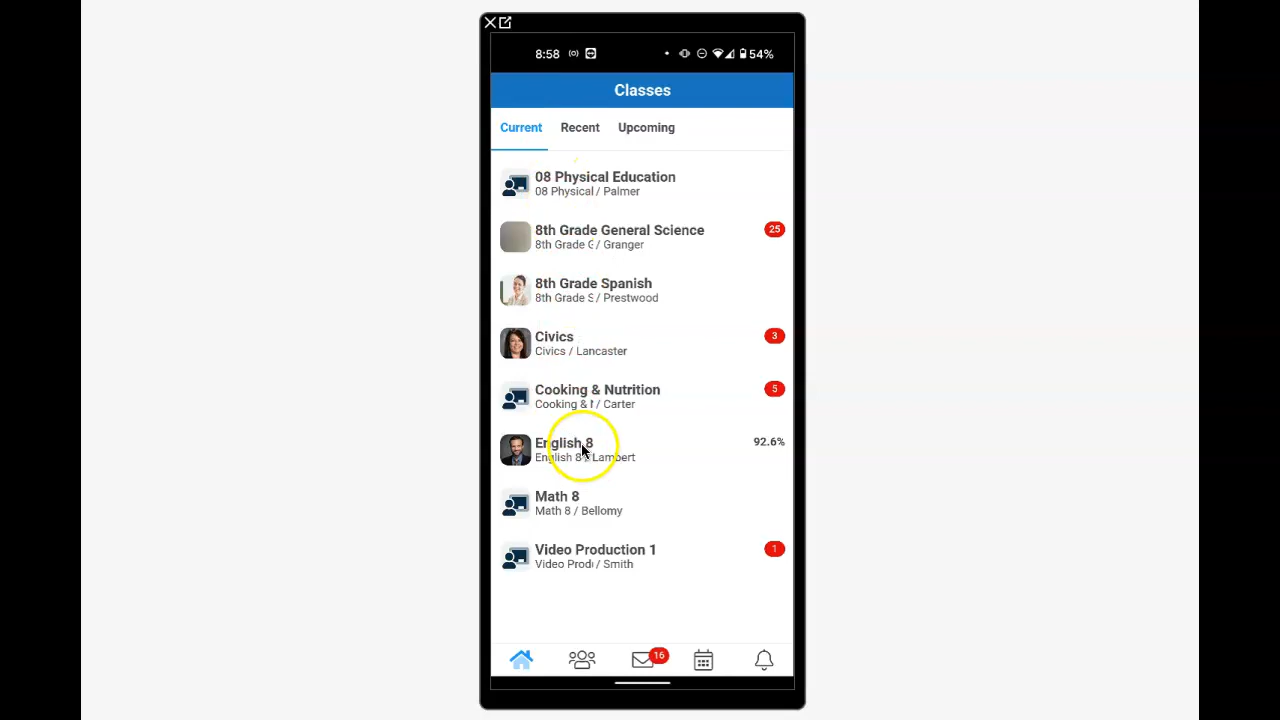 8:58
54%
Classes
Current Recent Upcoming
08 Physical Education
08 Physical / Palmer
8th Grade General Science 25
8th Grade G / Granger
8th Grade Spanish
8th Grade S / Prestwood
Civics 3
Civics / Lancaster
Cooking & Nutrition 5
Cooking & / Carter
English 8 92.6%
English 8 / Lambert
Math 8
Math 8 / Bellomy
Video Production 1 1
Video Prod / Smith
16